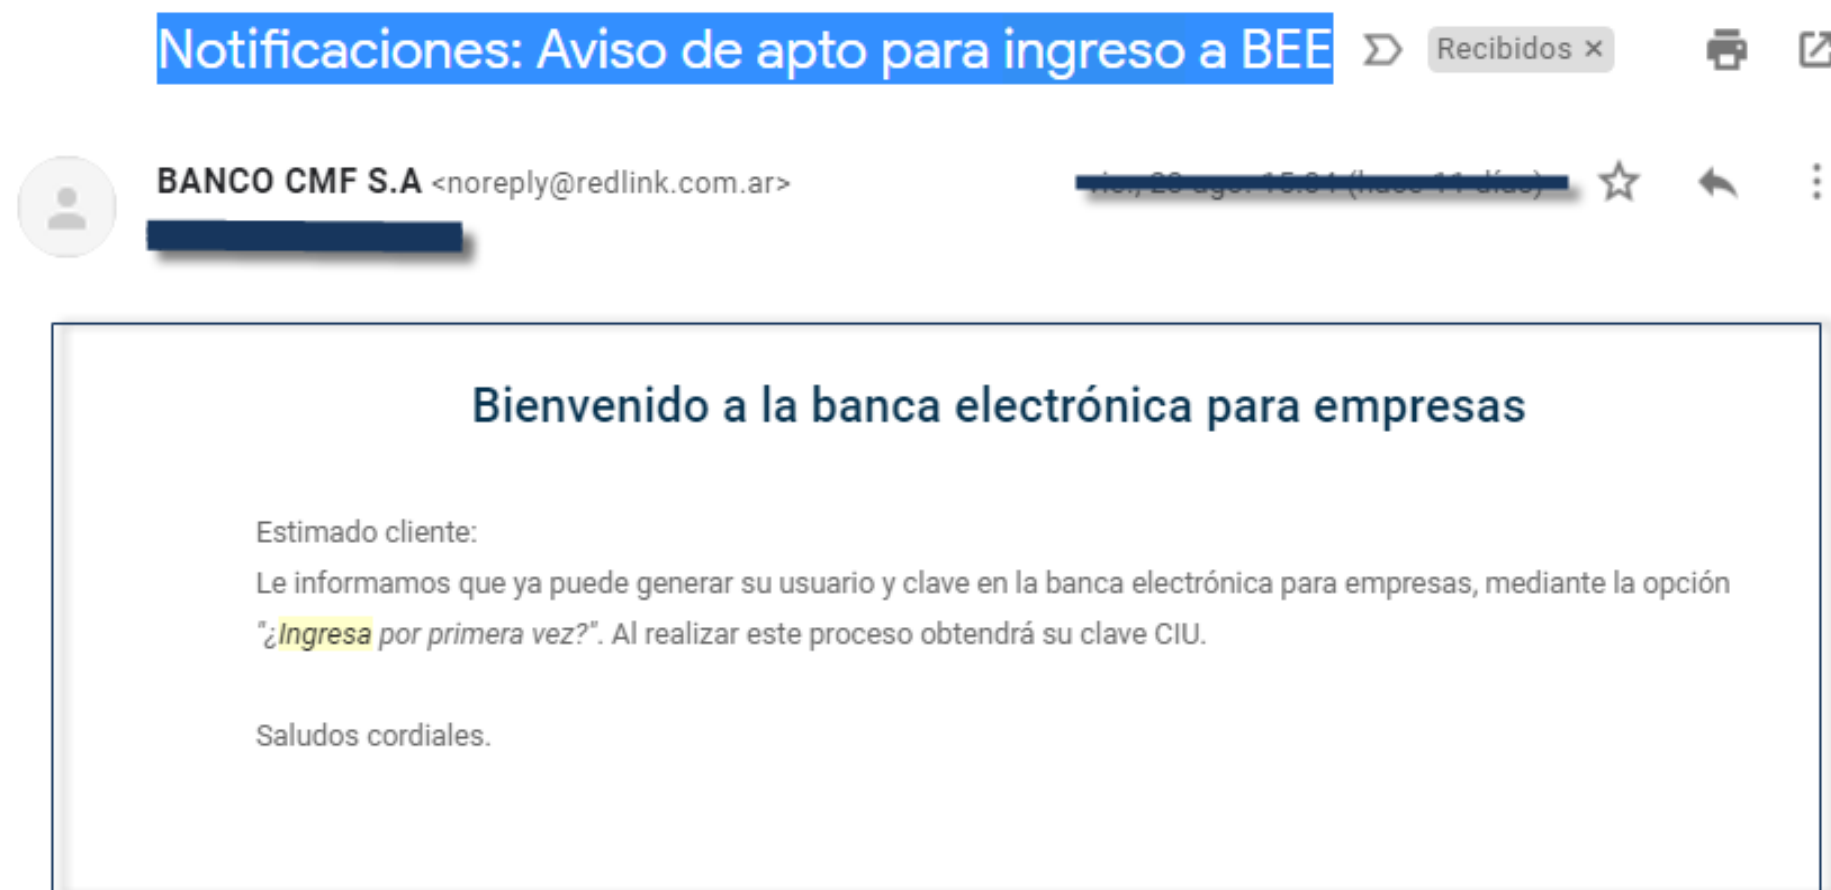 Notificaciones: Aviso de apto para ingreso a BEE
Recibidos ×
BANCO CMF S.A <noreply@redlink.com.ar>
Bienvenido a la banca electrónica para empresas
Estimado cliente:
Le informamos que ya puede generar su usuario y clave en la banca electrónica para empresas, mediante la opción
"¿Ingresa por primera vez?". Al realizar este proceso obtendrá su clave CIU.
Saludos cordiales.